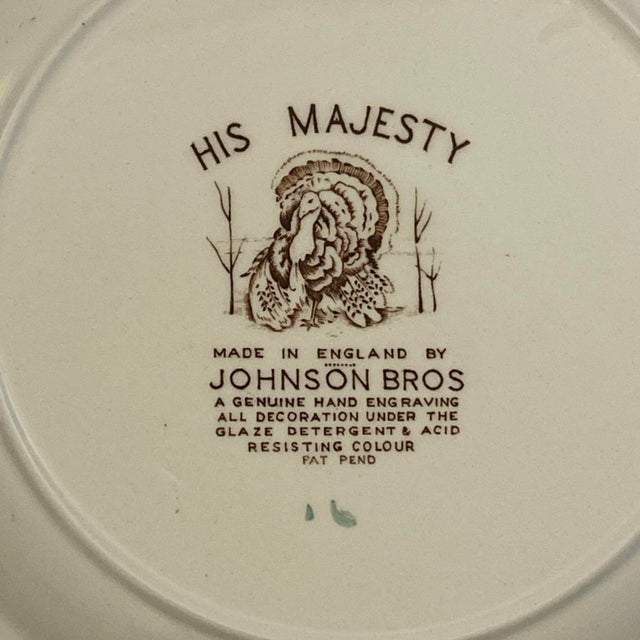 HIS MAJESTY
MADE IN ENGLAND BY
JOHNSON BROS
A GENUINE HAND ENGRAVING
ALL DECORATION UNDER THE
GLAZE DETERGENT & ACID
RESISTING COLOUR
PAT PEND